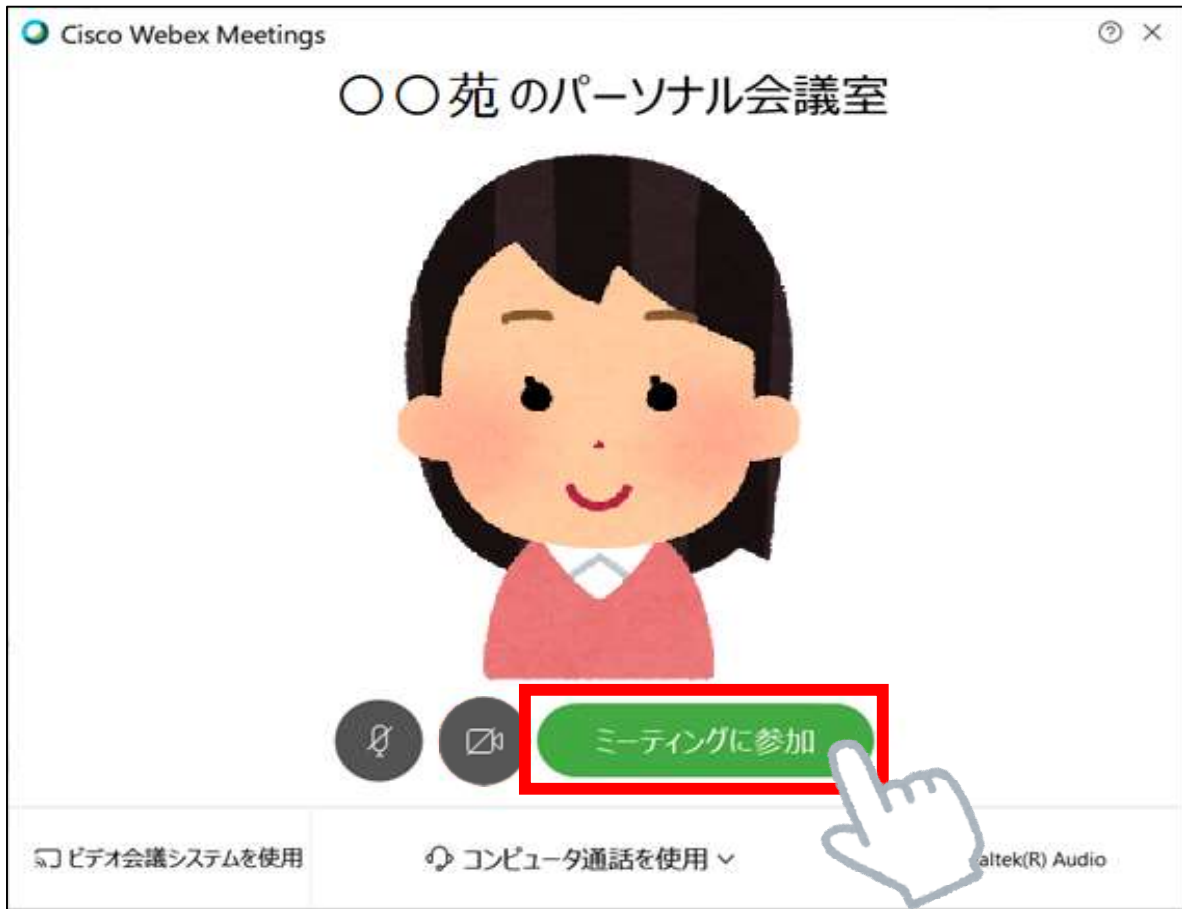 Cisco Webex Meetings
〇〇苑のパーソナル会議室
ミーティングに参加
ビデオ会議システムを使用
コンピュータ通話を使用
altek(R) Audio